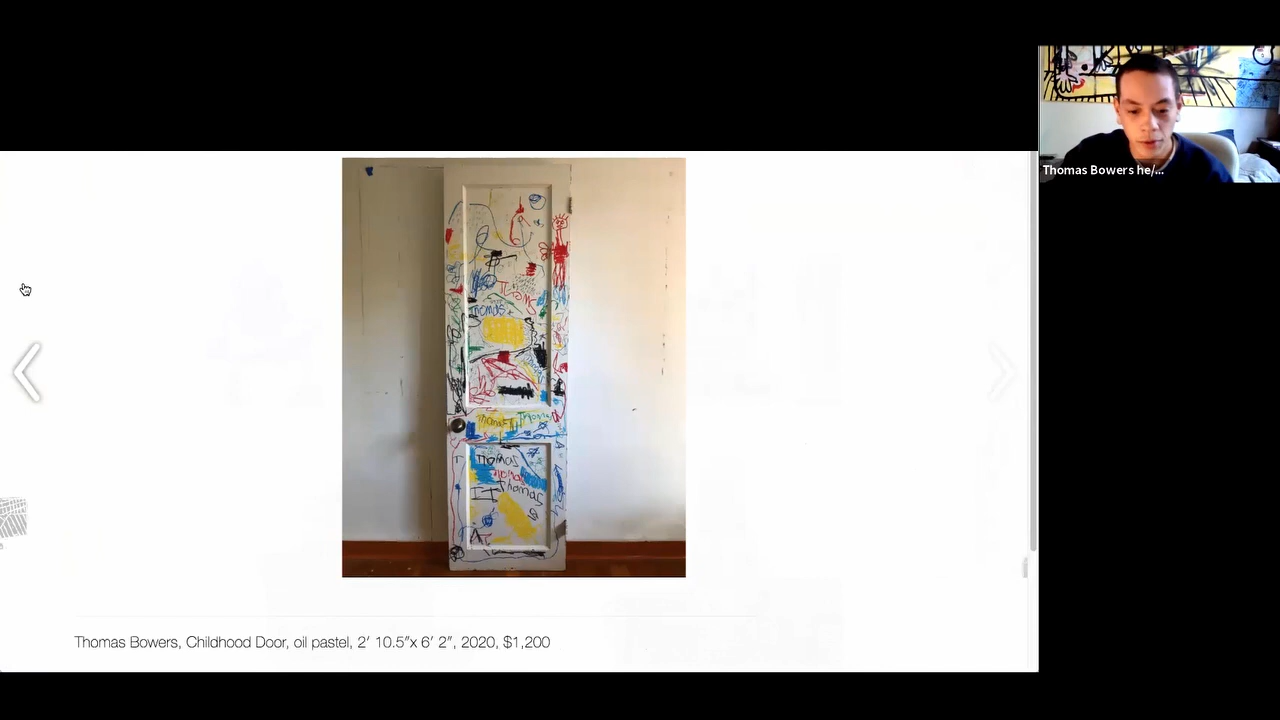 Thomas Bowers he/...
Thomas
Thomas
Thomas
Thomas
Thomas Bowers, Childhood Door, oil pastel, 2' 10.5"x 6' 2", 2020, $1,200